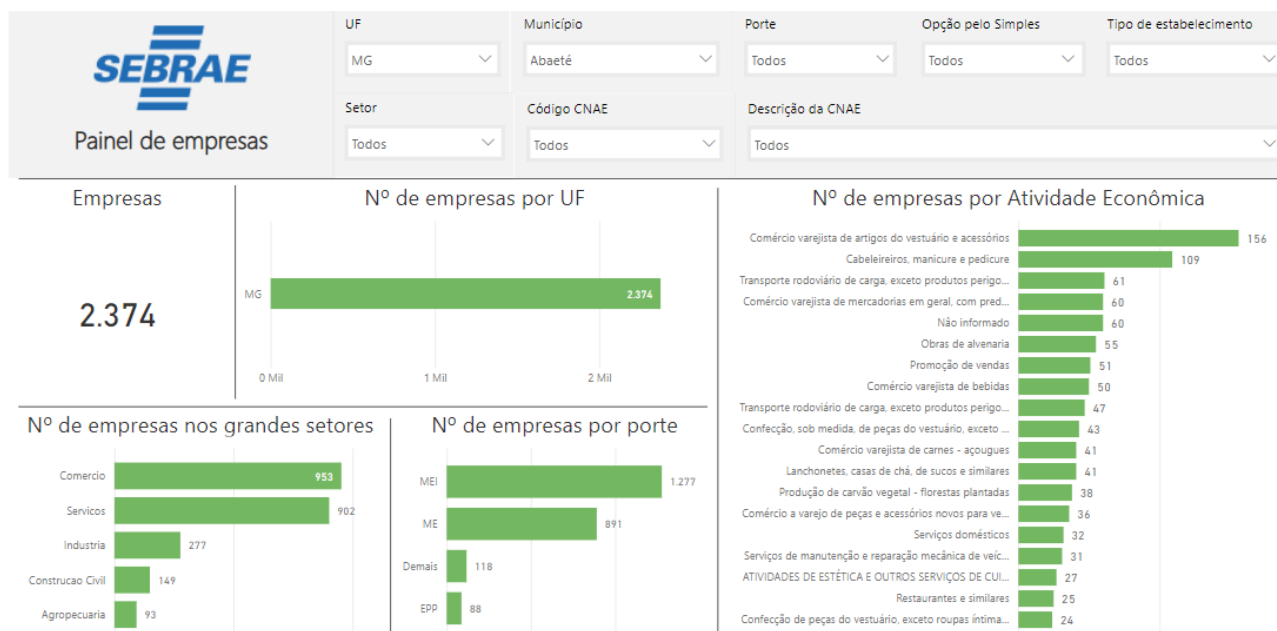 SEBRAE
Painel de empresas
UF
MG
Município
Abaeté
Porte
Todos
Opção pelo Simples
Todos
Tipo de estabelecimento
Todos
Setor
Todos
Código CNAE
Todos
Descrição da CNAE
Todos
Empresas
2.374
Nº de empresas por UF
MG 2.374
0 Mil 1 Mil 2 Mil
Nº de empresas nos grandes setores
Comercio 953
Servicos 902
Industria 277
Construcao Civil 149
Agropecuaria 93
Nº de empresas por porte
MEI 1.277
ME 891
Demais 118
EPP 88
Nº de empresas por Atividade Econômica
Comércio varejista de artigos do vestuário e acessórios 156
Cabeleireiros, manicure e pedicure 109
Transporte rodoviário de carga, exceto produtos perigo... 61
Comércio varejista de mercadorias em geral, com pred... 60
Não informado 60
Obras de alvenaria 55
Promoção de vendas 51
Comércio varejista de bebidas 50
Transporte rodoviário de carga, exceto produtos perigo... 47
Confecção, sob medida, de peças do vestuário, exceto ... 43
Comércio varejista de carnes - açougues 41
Lanchonetes, casas de chá, de sucos e similares 41
Produção de carvão vegetal - florestas plantadas 38
Comércio a varejo de peças e acessórios novos para ve... 36
Serviços domésticos 32
Serviços de manutenção e reparação mecânica de veíc... 31
ATIVIDADES DE ESTÉTICA E OUTROS SERVIÇOS DE CUI... 27
Restaurantes e similares 25
Confecção de peças do vestuário, exceto roupas íntima... 24